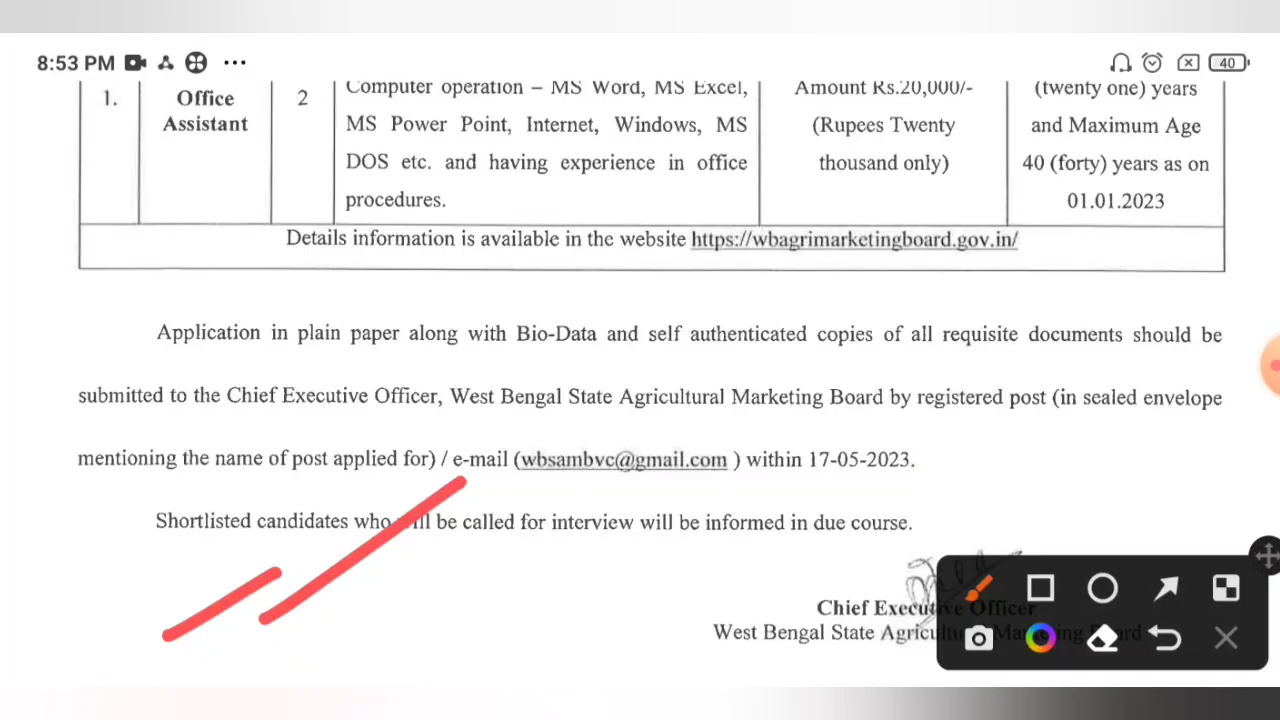 8:53 PM
40
1.
Office
Assistant
2
Computer operation – MS Word, MS Excel,
MS Power Point, Internet, Windows, MS
DOS etc. and having experience in office
procedures.
Amount Rs.20,000/-
(Rupees Twenty
thousand only)
(twenty one) years
and Maximum Age
40 (forty) years as on
01.01.2023
Details information is available in the website https://wbagrimarketingboard.gov.in/
Application in plain paper along with Bio-Data and self authenticated copies of all requisite documents should be
submitted to the Chief Executive Officer, West Bengal State Agricultural Marketing Board by registered post (in sealed envelope
mentioning the name of post applied for) / e-mail (wbsambvc@gmail.com ) within 17-05-2023.
Shortlisted candidates who will be called for interview will be informed in due course.
Chief Executive Officer
West Bengal State Agricultural Marketing Board